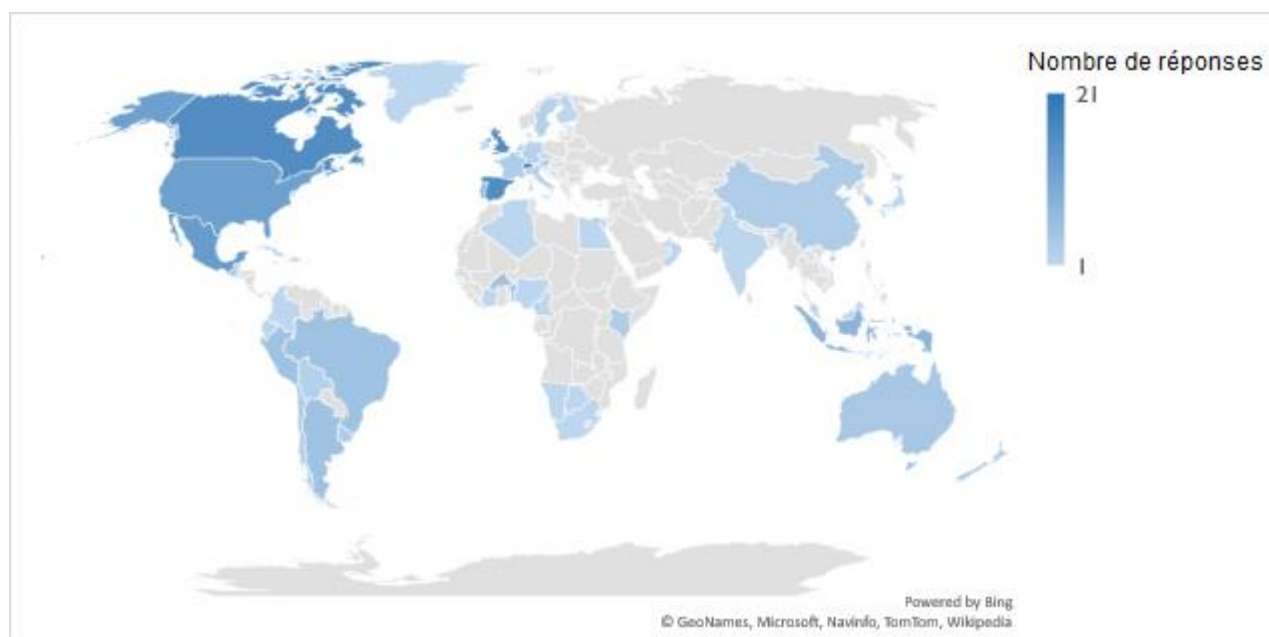 Nombre de réponses
21
1
Powered by Bing
© GeoNames, Microsoft, Navinfo, TomTom, Wikipedia